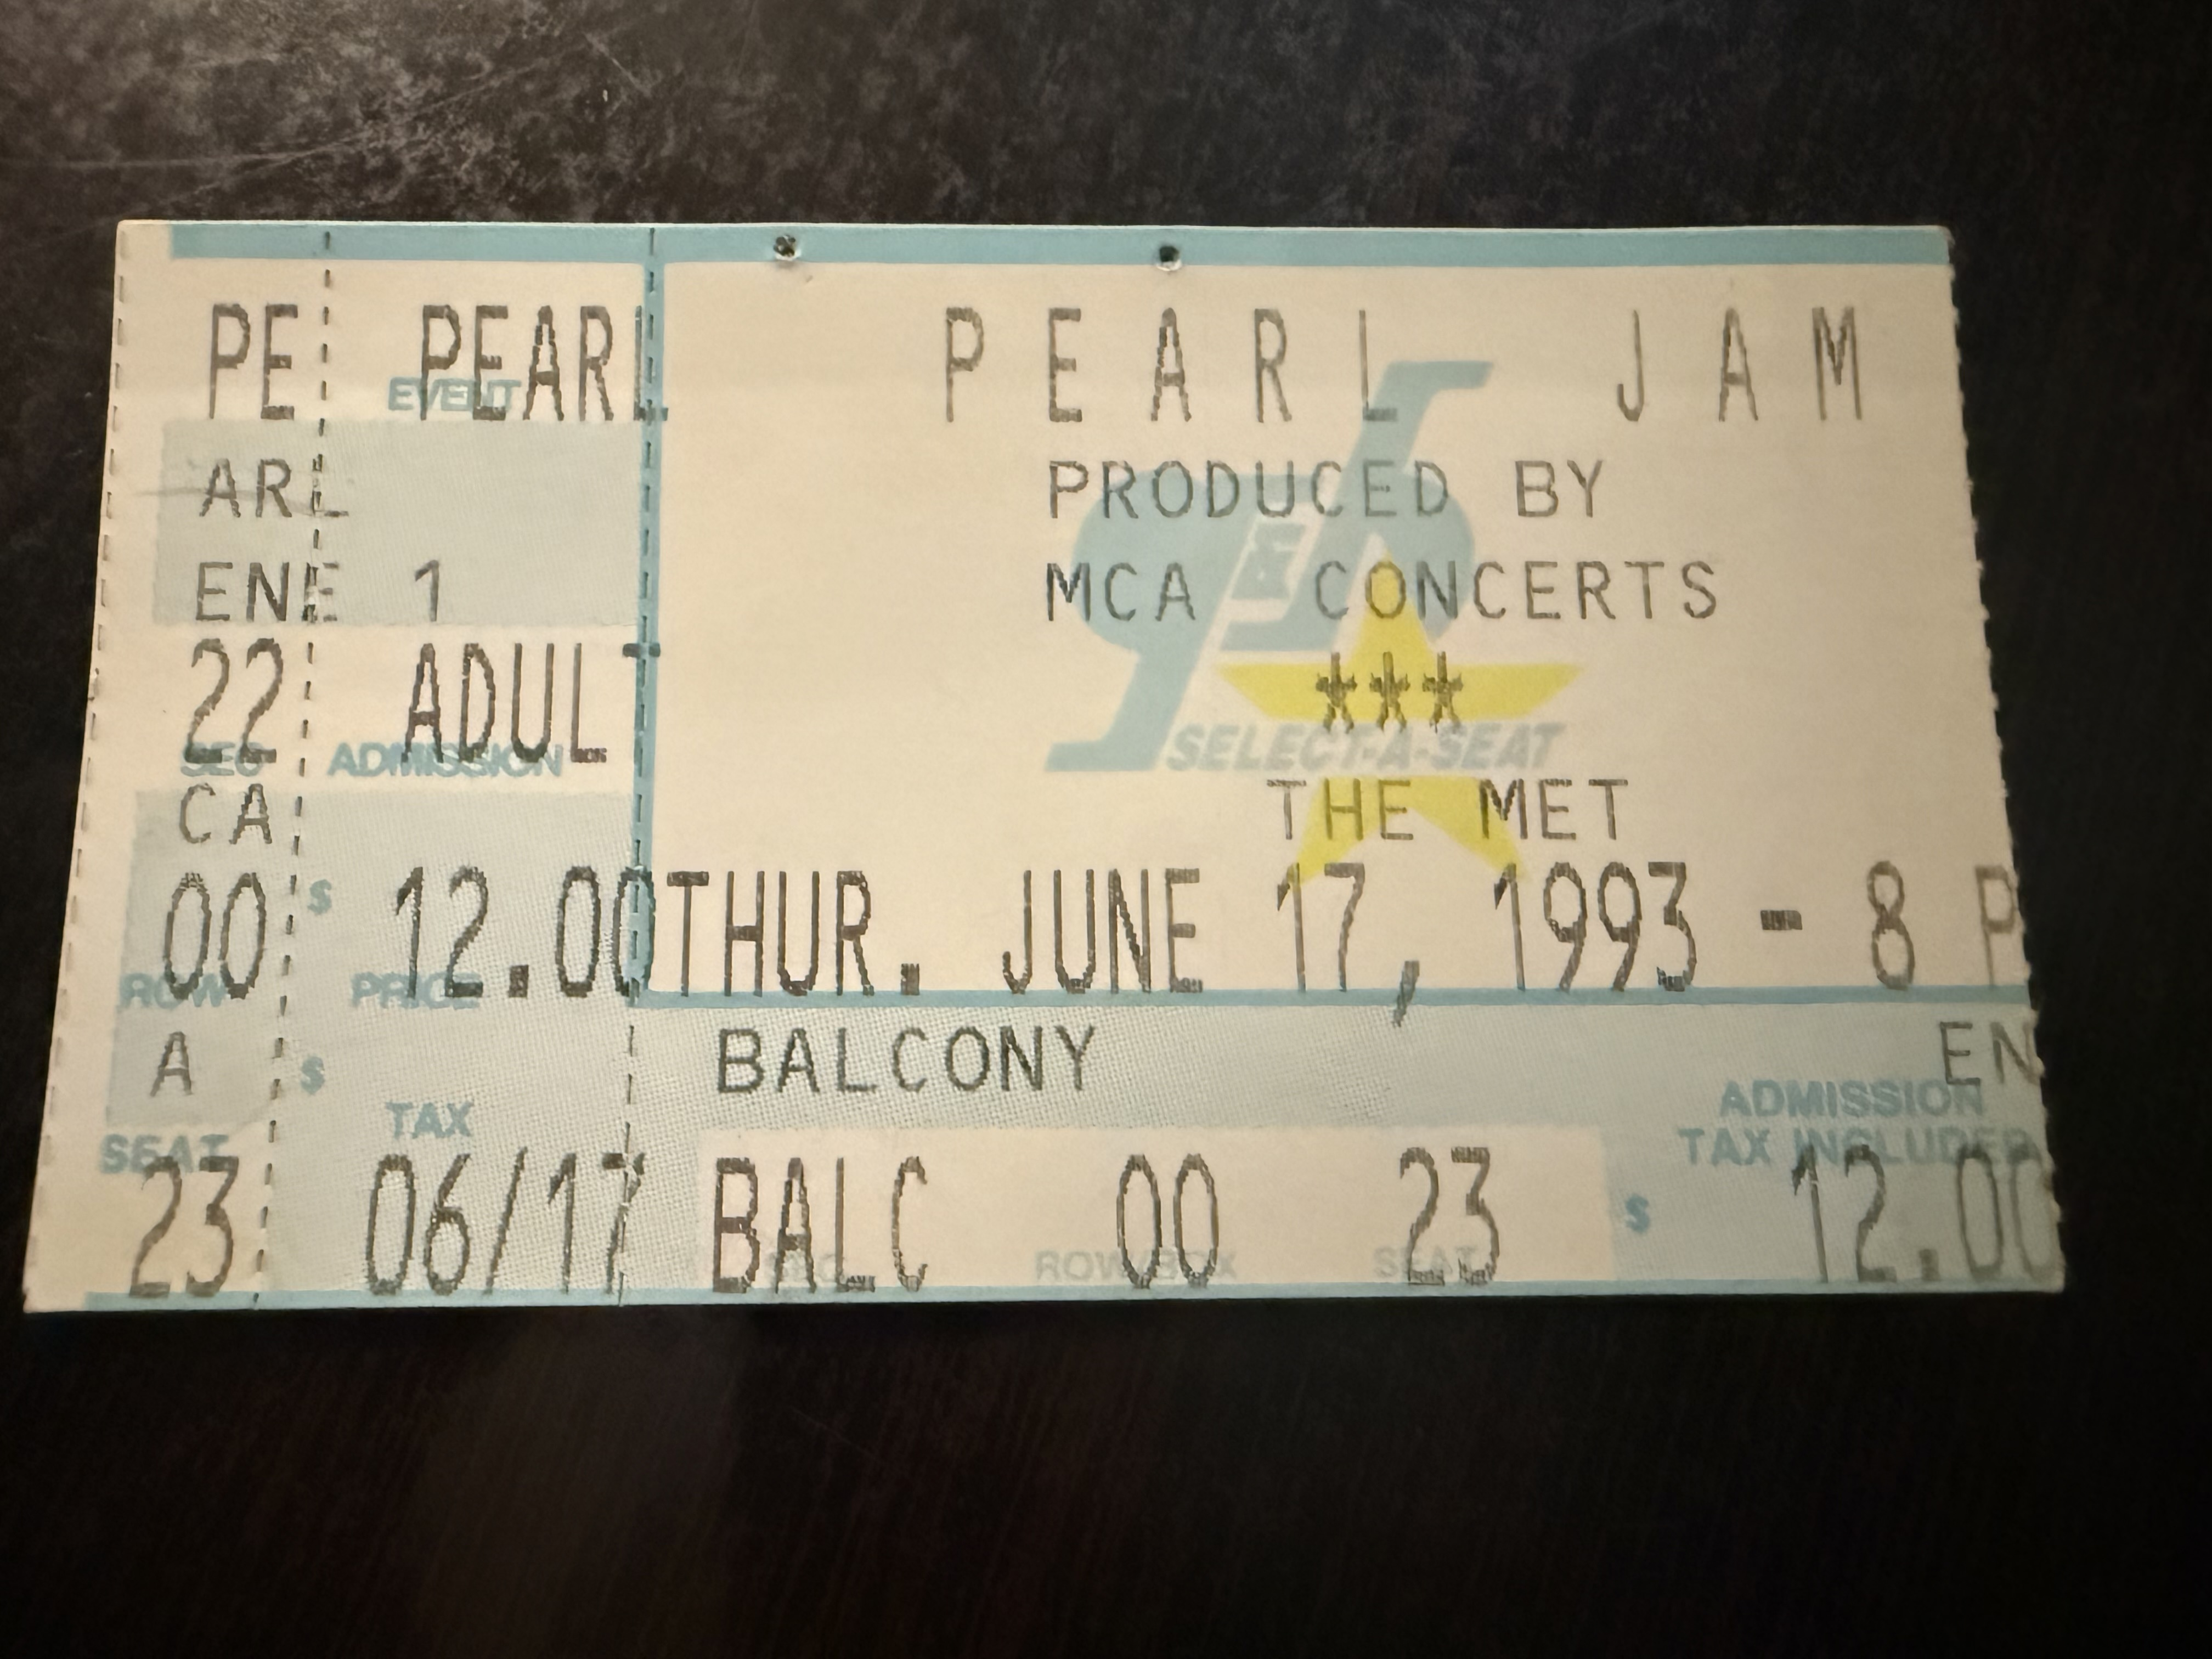 PE PEARL P E A R L J A M
EVENT
ARL PRODUCED BY
G&B
ENE 1 MCA CONCERTS
22 ADULT ***
SEC ADMISSION SELECT-A-SEAT
CA THE MET
00 $ 12.00 THUR. JUNE 17, 1993 - 8 P
ROW PRICE
A $ BALCONY EN
TAX ADMISSION
SEAT TAX INCLUDED
23 06/17 BALC 00 23 $ 12.00
SEC ROW/BOX SEAT